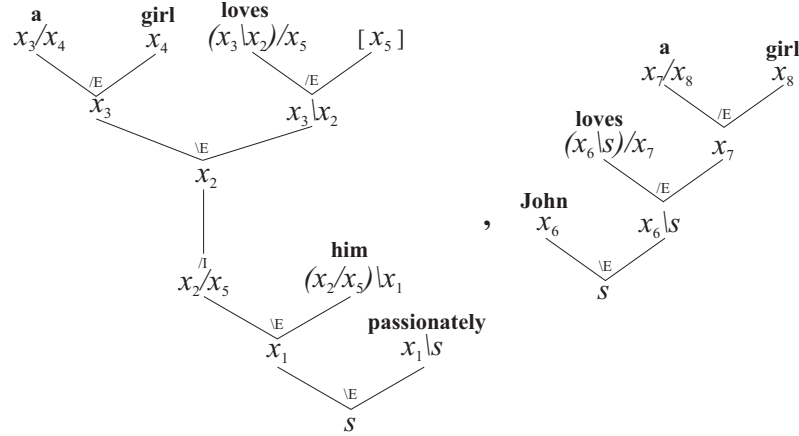 a girl loves
x₃/x₄ x₄ (x₃\x₂)/x₅ [ x₅ ]
/E /E
x₃ x₃\x₂
\E
x₂
/I him
x₂/x₅ (x₂/x₅)\x₁
\E passionately
x₁ x₁\s
\E
s
,
a girl
x₇/x₈ x₈
loves /E
(x₆\s)/x₇ x₇
John /E
x₆ x₆\s
\E
s